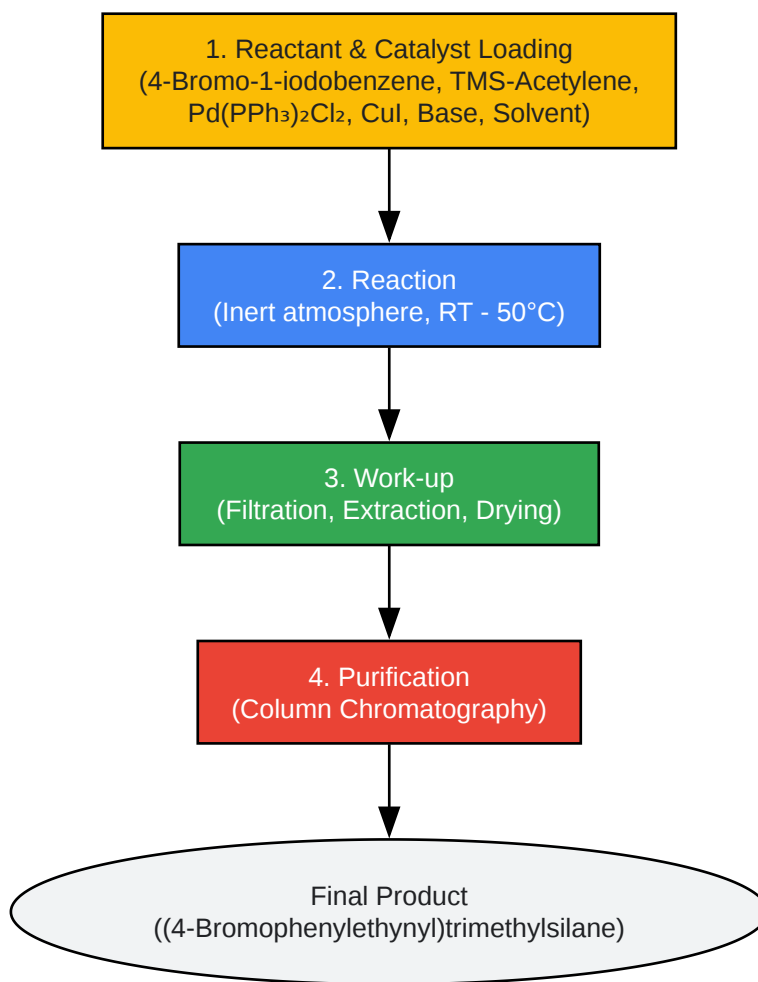 1. Reactant & Catalyst Loading
(4-Bromo-1-iodobenzene, TMS-Acetylene,
Pd(PPh₃)₂Cl₂, CuI, Base, Solvent)
2. Reaction
(Inert atmosphere, RT - 50°C)
3. Work-up
(Filtration, Extraction, Drying)
4. Purification
(Column Chromatography)
Final Product
((4-Bromophenylethynyl)trimethylsilane)